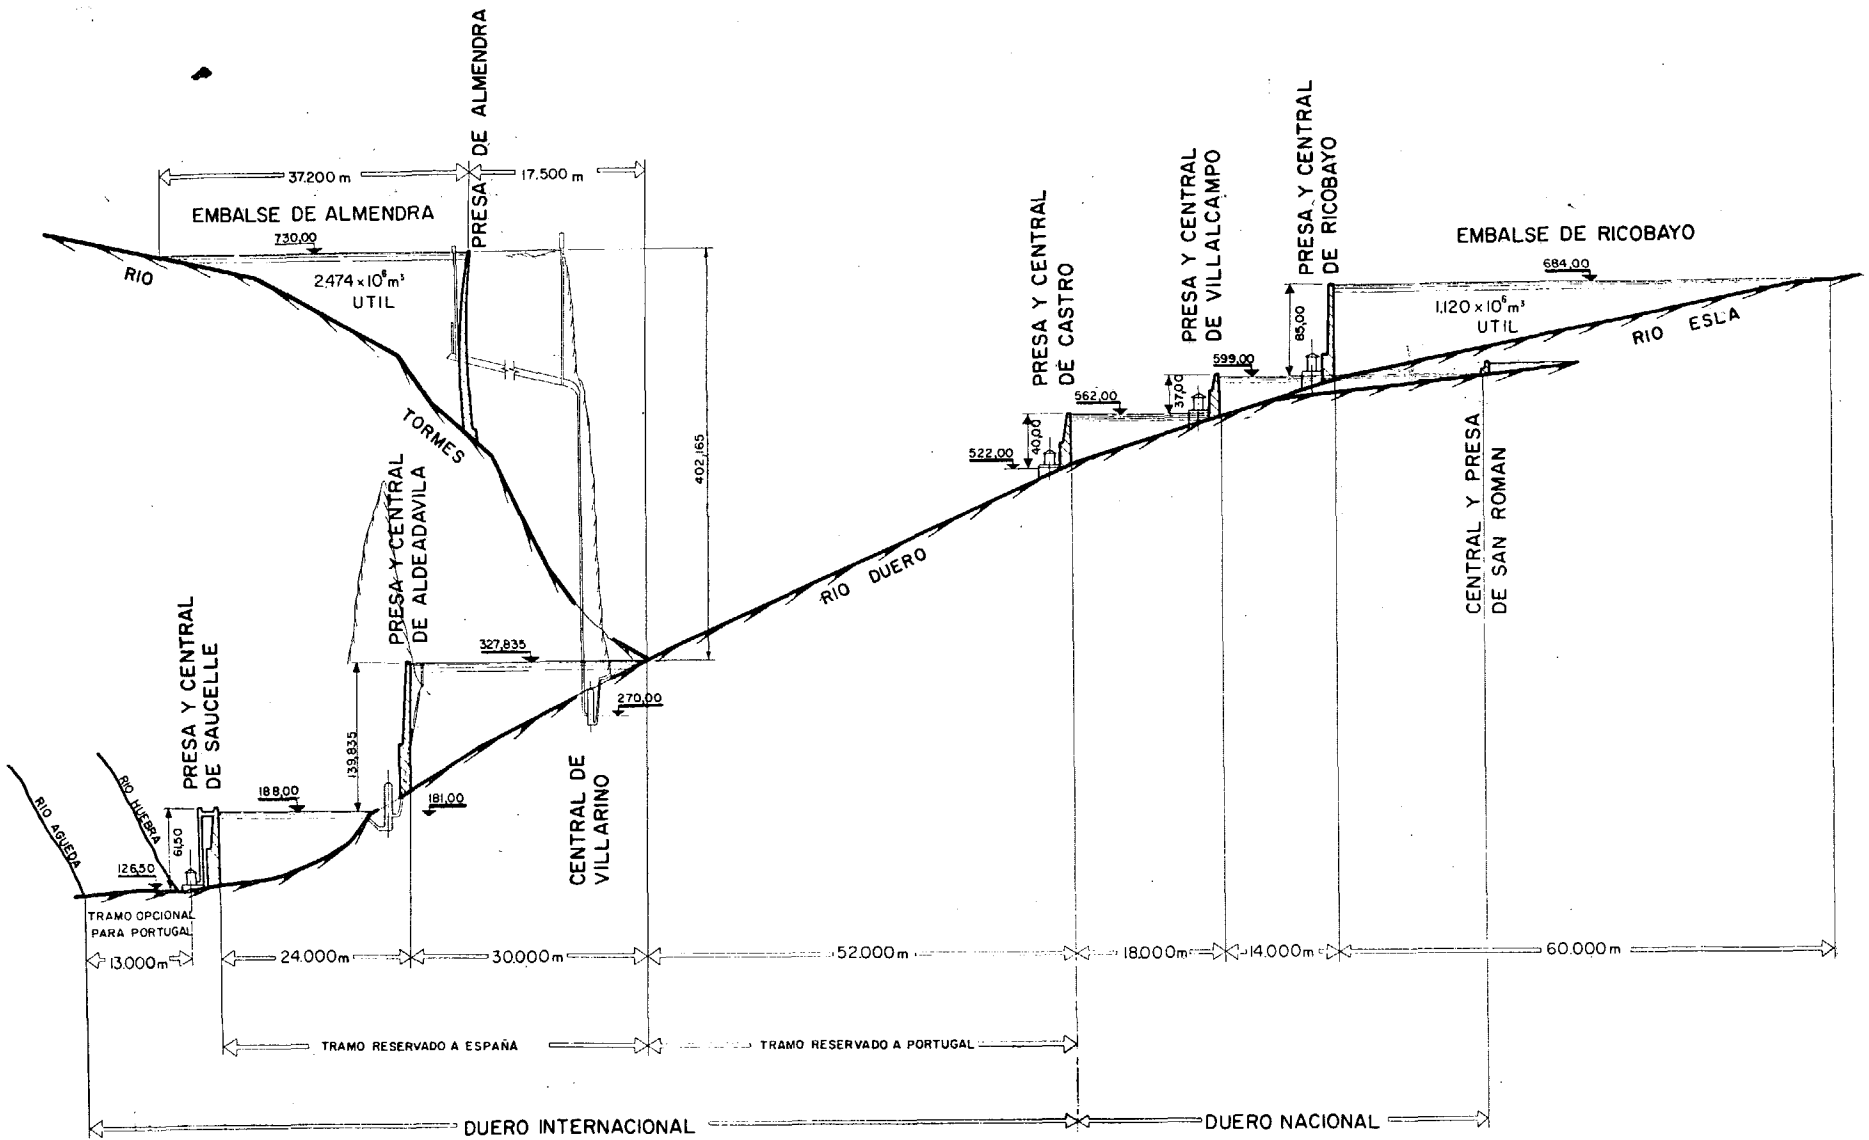 PRESA DE ALMENDRA
37.200 m
17.500 m
EMBALSE DE ALMENDRA
730,00
2.474 × 10⁶ m³
UTIL
RIO
TORMES
402,165
PRESA Y CENTRAL
DE ALDEADAVILA
PRESA Y CENTRAL
DE SAUCELLE
327,835
270,00
139,835
188,00
181,00
61,50
126,50
RIO AGUEDA
RIO HUEBRA
CENTRAL DE
VILLARINO
RIO DUERO
PRESA Y CENTRAL
DE CASTRO
562,00
522,00
40,00
PRESA Y CENTRAL
DE VILLALCAMPO
599,00
37,00
PRESA Y CENTRAL
DE RICOBAYO
85,00
EMBALSE DE RICOBAYO
684,00
1.120 × 10⁶ m³
UTIL
RIO ESLA
CENTRAL Y PRESA
DE SAN ROMAN
TRAMO OPCIONAL
PARA PORTUGAL
13.000 m
24.000 m
30.000 m
52.000 m
18.000 m
14.000 m
60.000 m
TRAMO RESERVADO A ESPAÑA
TRAMO RESERVADO A PORTUGAL
DUERO INTERNACIONAL
DUERO NACIONAL